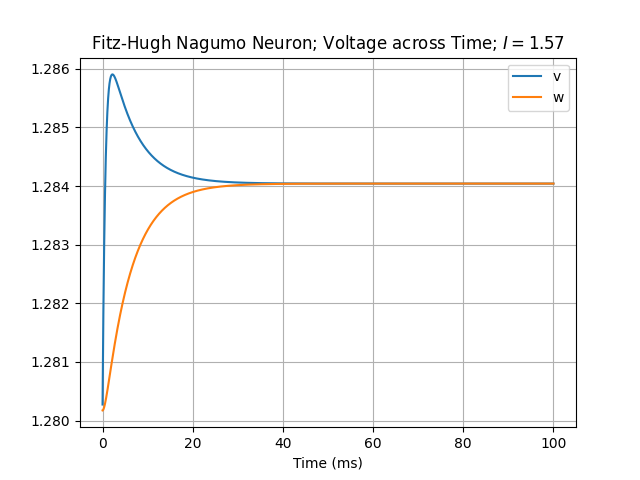 Fitz-Hugh Nagumo Neuron; Voltage across Time; I = 1.57
1.286
1.285
1.284
1.283
1.282
1.281
1.280
v
w
0 20 40 60 80 100
Time (ms)